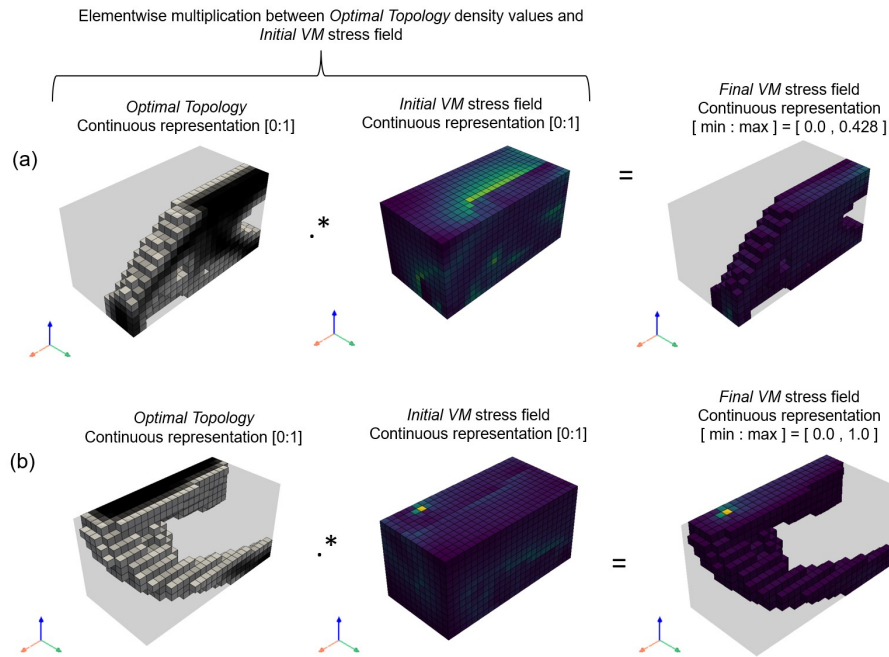 Elementwise multiplication between Optimal Topology density values and
Initial VM stress field
Optimal Topology
Continuous representation [0:1]
Initial VM stress field
Continuous representation [0:1]
Final VM stress field
Continuous representation
[ min : max ] = [ 0.0 , 0.428 ]
(a)
.*
=
Optimal Topology
Continuous representation [0:1]
Initial VM stress field
Continuous representation [0:1]
Final VM stress field
Continuous representation
[ min : max ] = [ 0.0 , 1.0 ]
(b)
.*
=